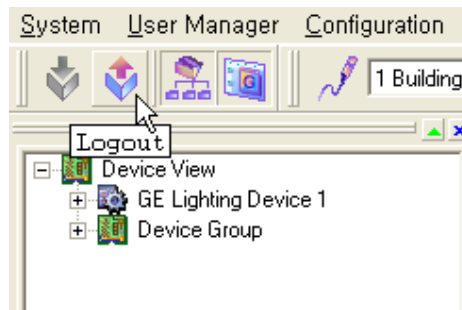 System User Manager Configuration
1 Building
Logout
Device View
GE Lighting Device 1
Device Group